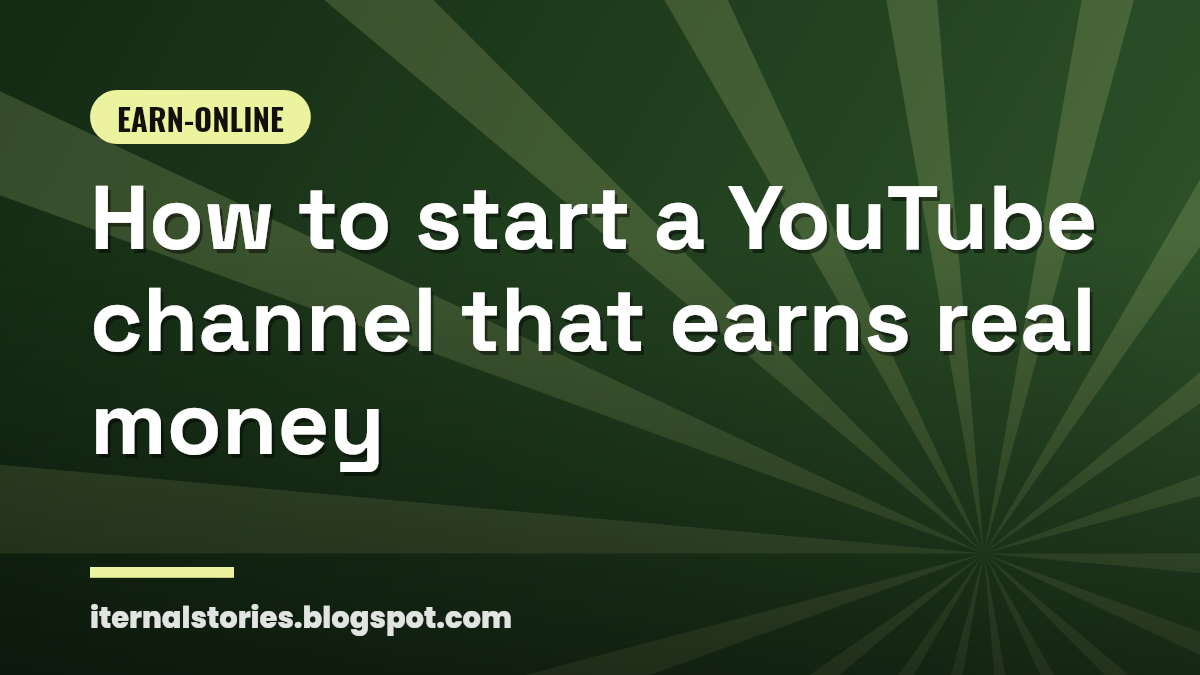 EARN-ONLINE
How to start a YouTube
channel that earns real
money
iternalstories.blogspot.com